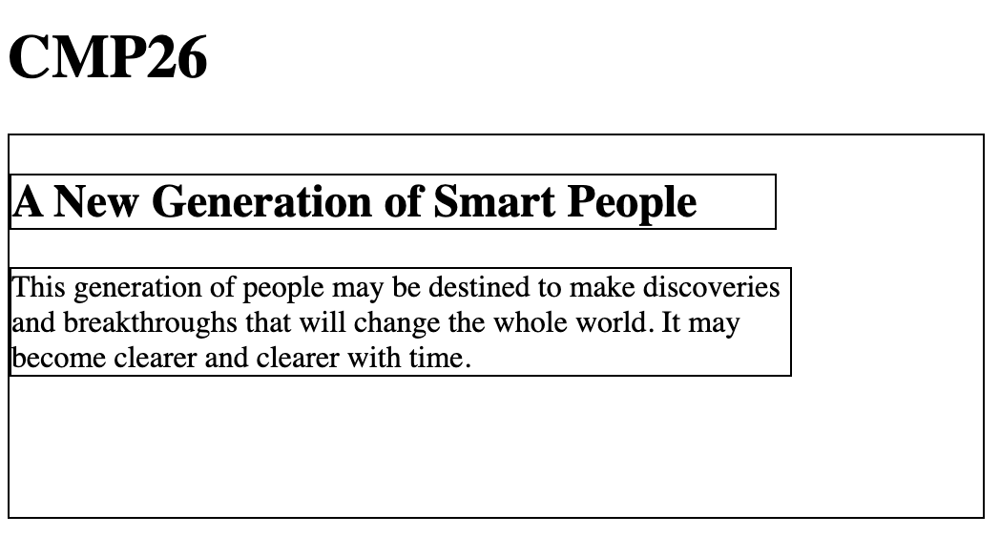 CMP26
A New Generation of Smart People
This generation of people may be destined to make discoveries
and breakthroughs that will change the whole world. It may
become clearer and clearer with time.